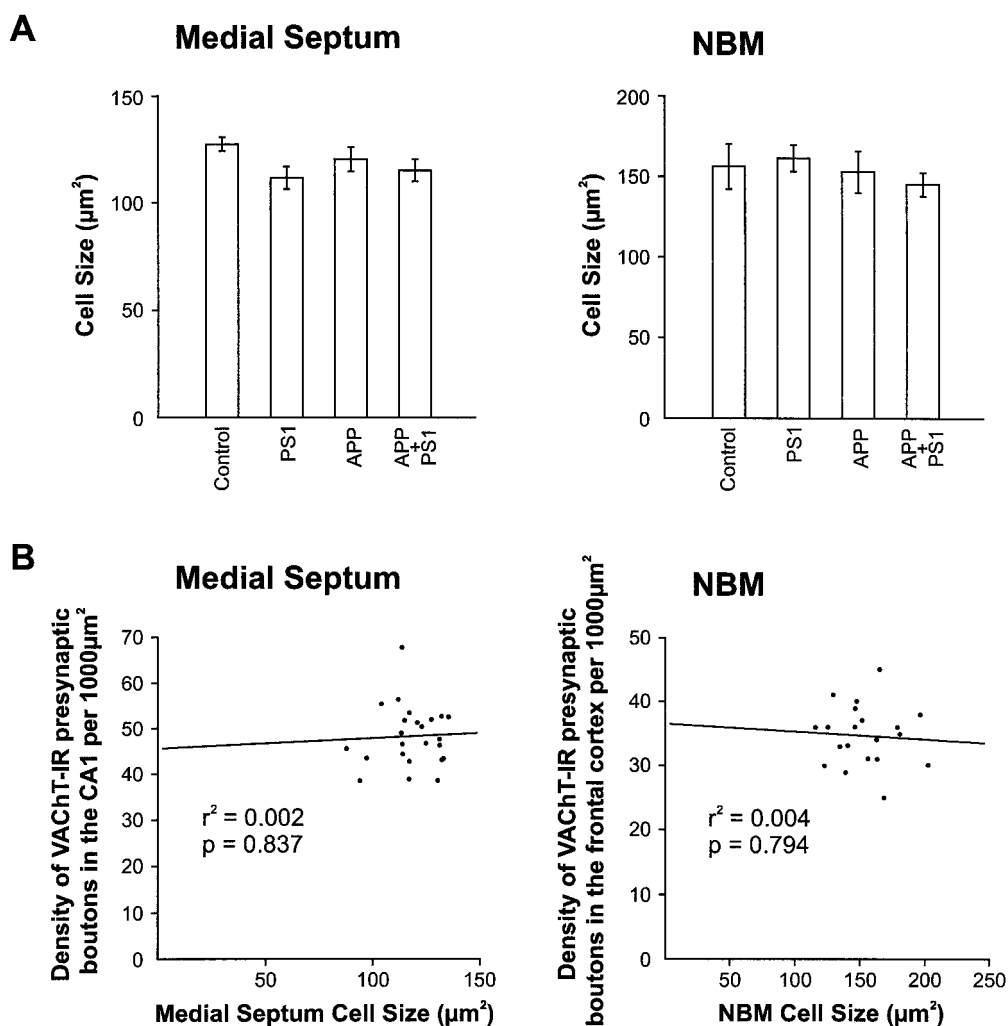 A
Medial Septum
Cell Size (µm²)
150
100
50
0
Control
PS1
APP
APP
+
PS1
NBM
Cell Size (µm²)
200
150
100
50
0
Control
PS1
APP
APP
+
PS1
B
Medial Septum
Density of VAChT-IR presynaptic
boutons in the CA1 per 1000µm²
70
60
50
40
30
20
10
0
r² = 0.002
p = 0.837
50
100
150
Medial Septum Cell Size (µm²)
NBM
Density of VAChT-IR presynaptic
boutons in the frontal cortex per 1000µm²
50
40
30
20
10
0
r² = 0.004
p = 0.794
50
100
150
200
250
NBM Cell Size (µm²)